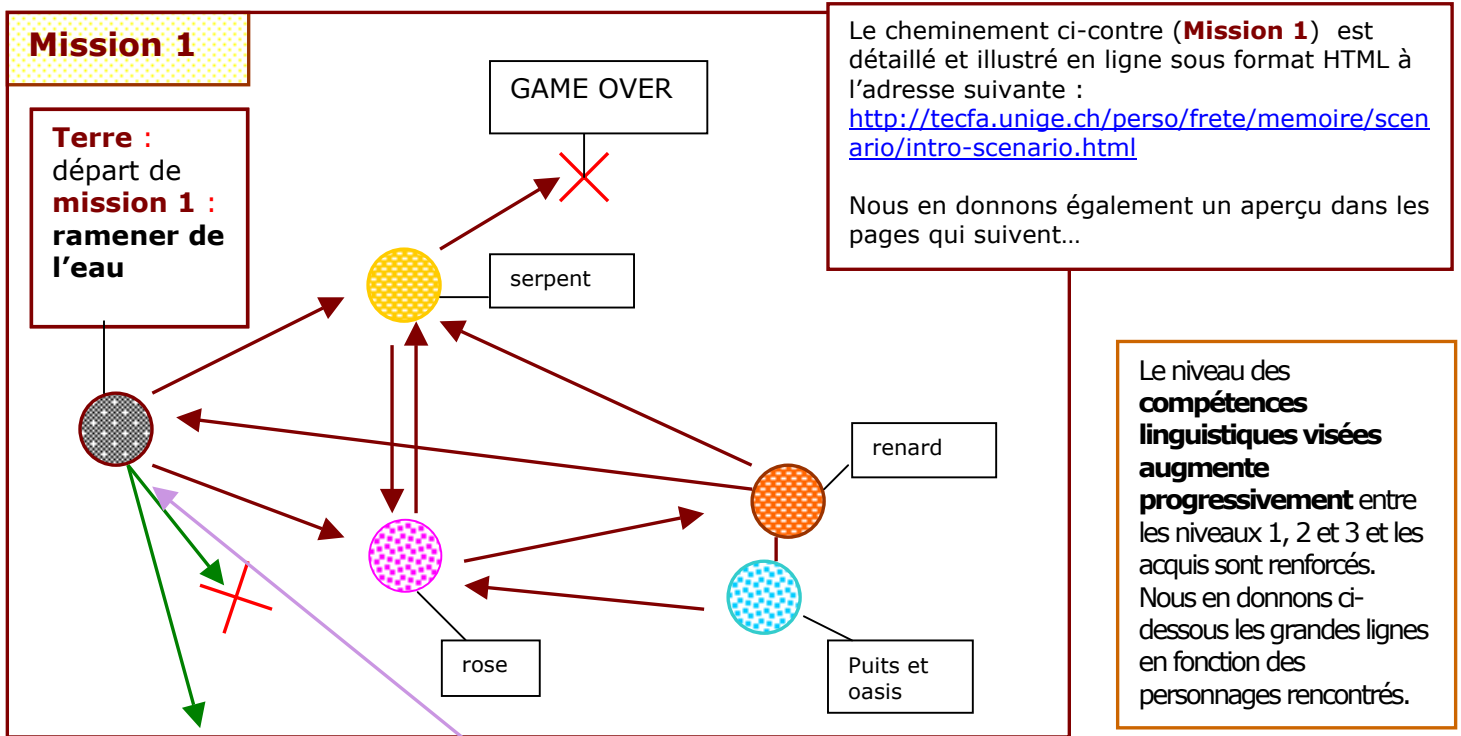 Mission 1
Terre :
départ de
mission 1 :
ramener de
l’eau
GAME OVER
serpent
renard
rose
Puits et
oasis
Le cheminement ci-contre (Mission 1) est
détaillé et illustré en ligne sous format HTML à
l’adresse suivante :
http://tecfa.unige.ch/perso/frete/memoire/scen
ario/intro-scenario.html
Nous en donnons également un aperçu dans les
pages qui suivent…
Le niveau des
compétences
linguistiques visées
augmente
progressivement entre
les niveaux 1, 2 et 3 et les
acquis sont renforcés.
Nous en donnons ci-
dessous les grandes lignes
en fonction des
personnages rencontrés.